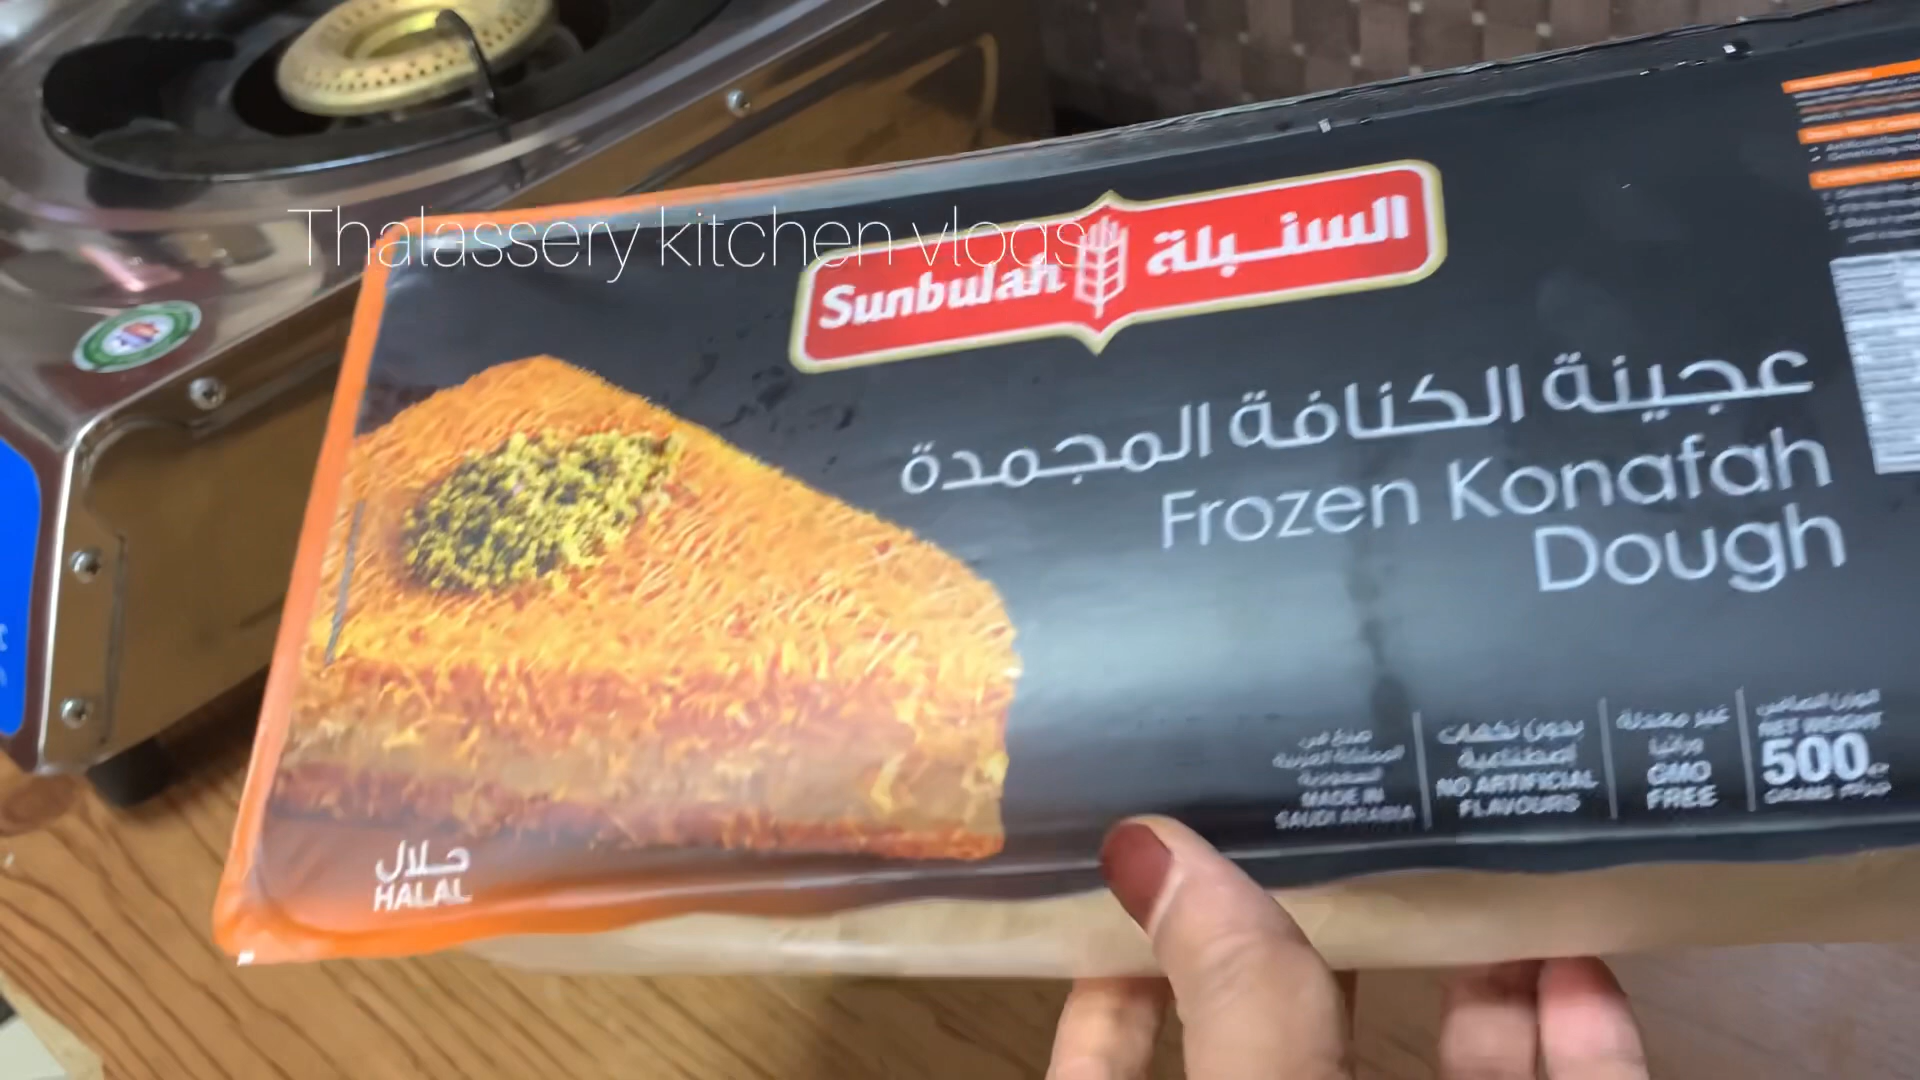 Thalassery kitchen vlogs
Sunbulah السنبلة
عجينة الكنافة المجمدة
Frozen Konafah
Dough
صنع في
المملكة العربية
السعودية
MADE IN
SAUDI ARABIA
بدون نكهات
اصطناعية
NO ARTIFICIAL
FLAVOURS
غير معدلة
وراثيا
GMO
FREE
الوزن الصافي
NET WEIGHT
500 e
GRAMS جرام
حلال
HALAL